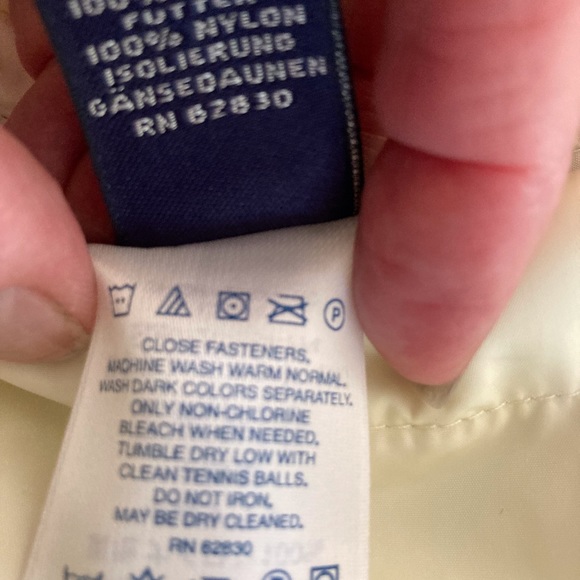 100%
FUTTER
100% NYLON
ISOLIERUNG
GÄNSEDAUNEN
RN 62830
P
CLOSE FASTENERS.
MACHINE WASH WARM NORMAL.
WASH DARK COLORS SEPARATELY.
ONLY NON-CHLORINE
BLEACH WHEN NEEDED.
TUMBLE DRY LOW WITH
CLEAN TENNIS BALLS.
DO NOT IRON.
MAY BE DRY CLEANED.
RN 62830